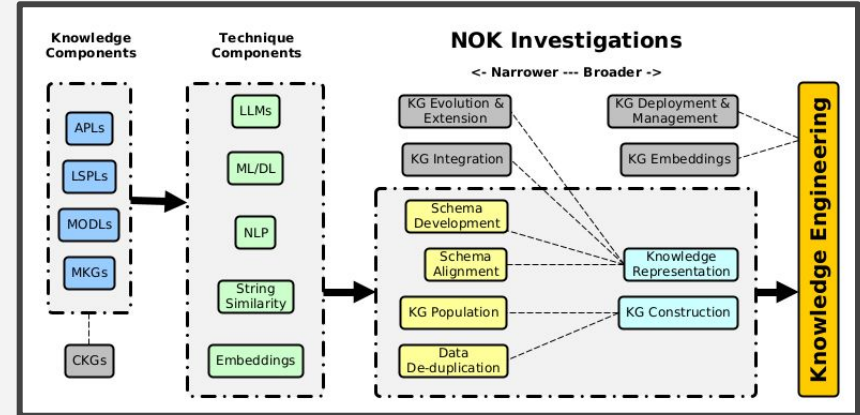 Knowledge
Components
APLs
LSPLs
MODLs
MKGs
CKGs
Technique
Components
LLMs
ML/DL
NLP
String
Similarity
Embeddings
NOK Investigations
<- Narrower --- Broader ->
KG Evolution &
Extension
KG Deployment &
Management
KG Integration
KG Embeddings
Schema
Development
Schema
Alignment
Knowledge
Representation
KG Population
KG Construction
Data
De-duplication
Knowledge Engineering